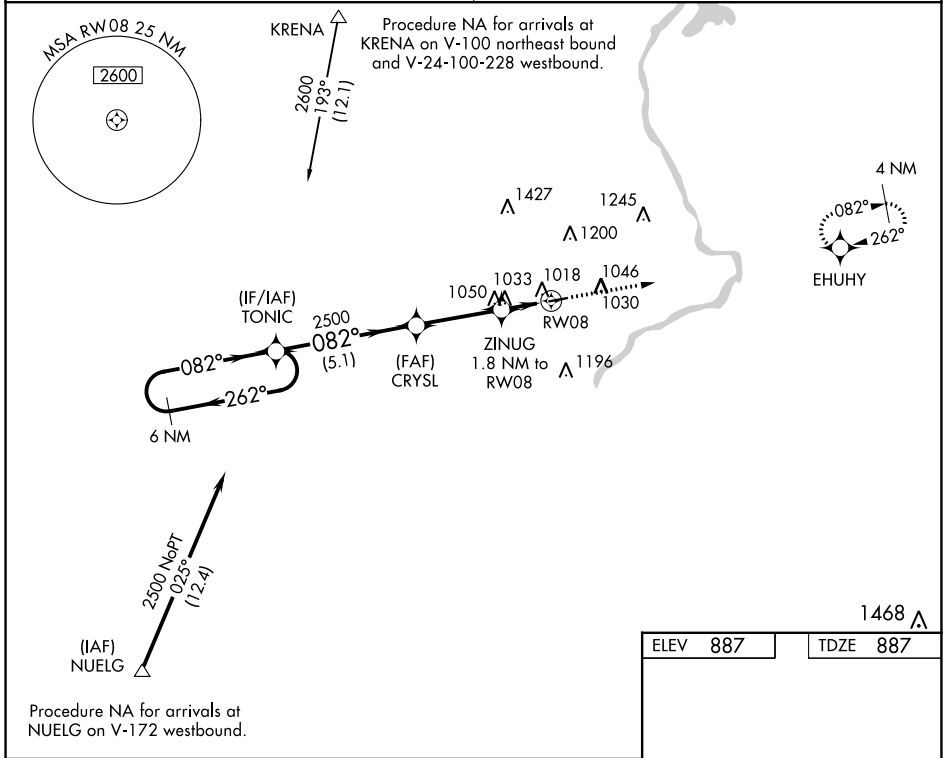 MSA RW08 25 NM
2600
KRENA
2600
193°
(12.1)
Procedure NA for arrivals at
KRENA on V-100 northeast bound
and V-24-100-228 westbound.
1427
1245
1200
4 NM
082°
262°
EHUHY
1050
1033
1018
1046
1030
RW08
(IF/IAF)
TONIC
2500
082°
(5.1)
(FAF)
CRYSL
ZINUG
1.8 NM to
RW08
1196
082°
262°
6 NM
2500 NoPT
025°
(12.4)
(IAF)
NUELG
Procedure NA for arrivals at
NUELG on V-172 westbound.
1468
ELEV 887
TDZE 887